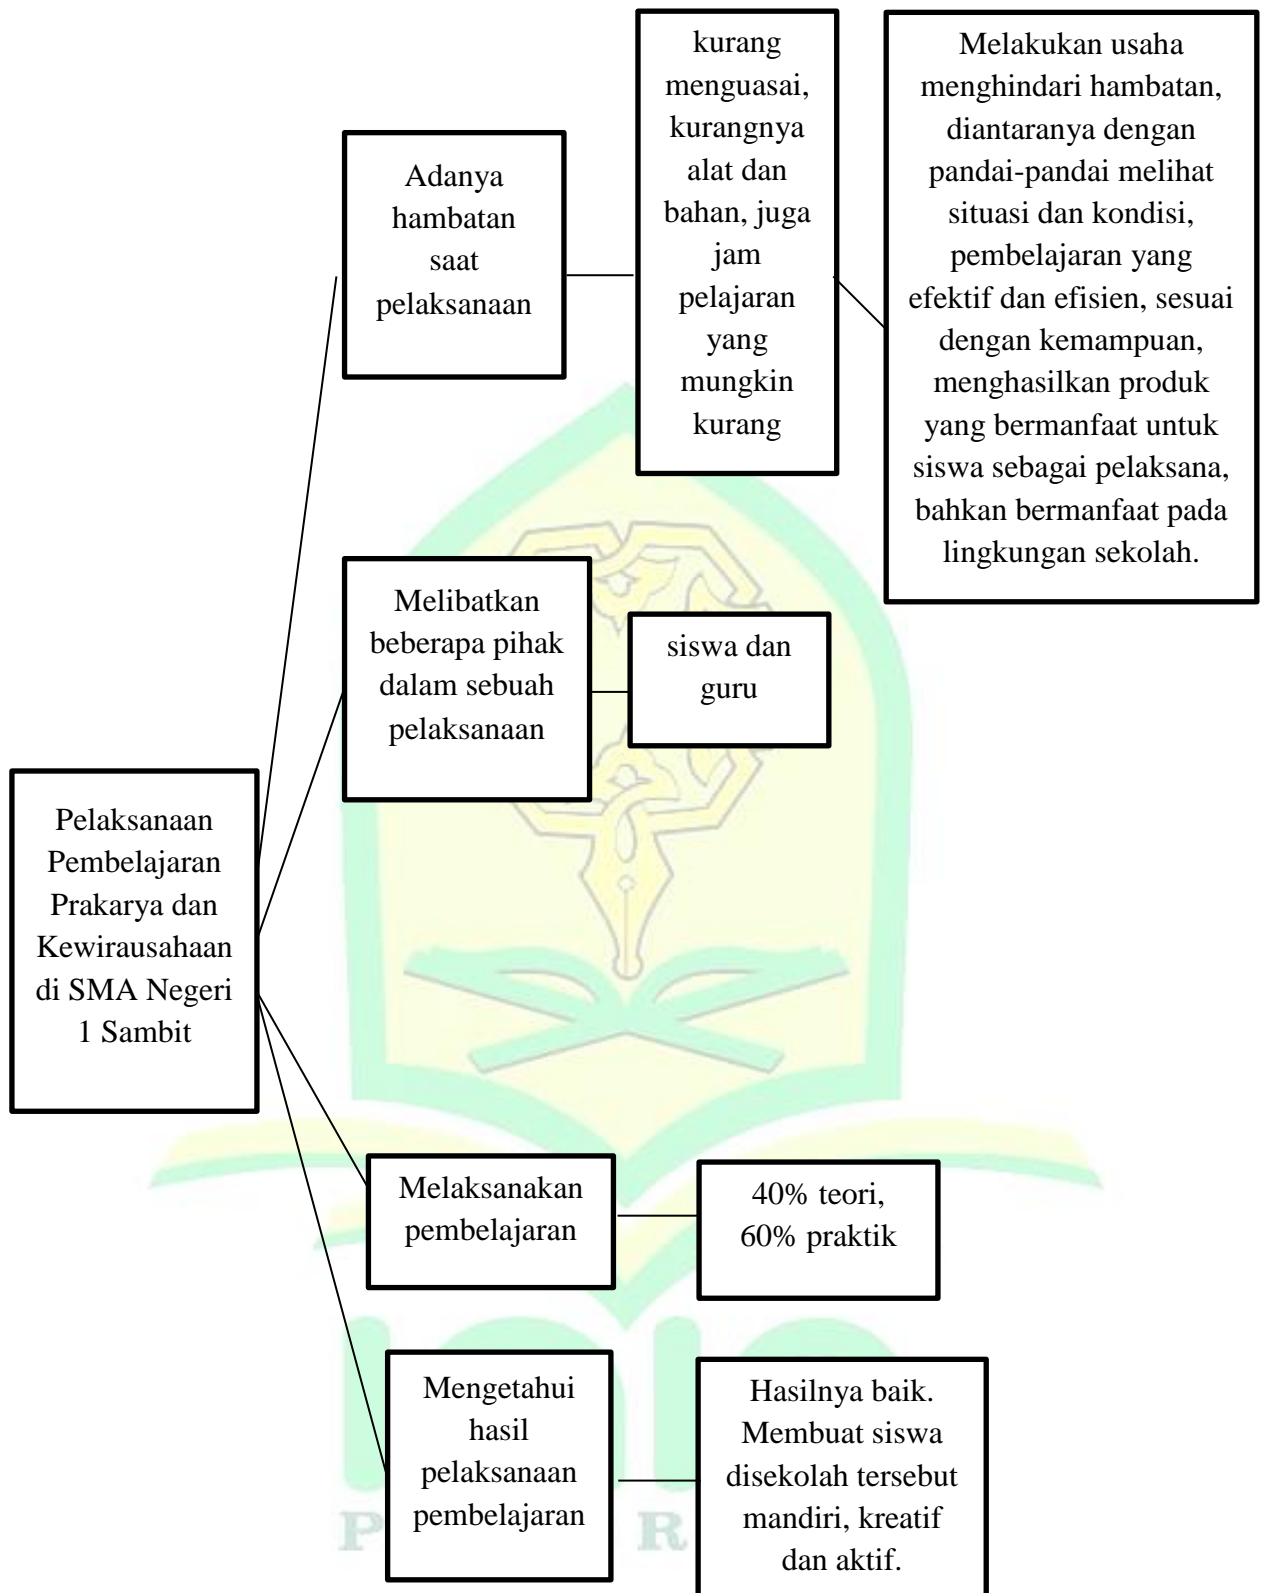 kurang
menguasai,
kurangnya
alat dan
bahan, juga
jam
pelajaran
yang
mungkin
kurang
Melakukan usaha
menghindari hambatan,
diantaranya dengan
pandai-pandai melihat
situasi dan kondisi,
pembelajaran yang
efektif dan efisien, sesuai
dengan kemampuan,
menghasilkan produk
yang bermanfaat untuk
siswa sebagai pelaksana,
bahkan bermanfaat pada
lingkungan sekolah.
Adanya
hambatan
saat
pelaksanaan
Melibatkan
beberapa pihak
dalam sebuah
pelaksanaan
siswa dan
guru
Pelaksanaan
Pembelajaran
Prakarya dan
Kewirausahaan
di SMA Negeri
1 Sambit
Melaksanakan
pembelajaran
40% teori,
60% praktik
Mengetahui
hasil
pelaksanaan
pembelajaran
Hasilnya baik.
Membuat siswa
disekolah tersebut
mandiri, kreatif
dan aktif.